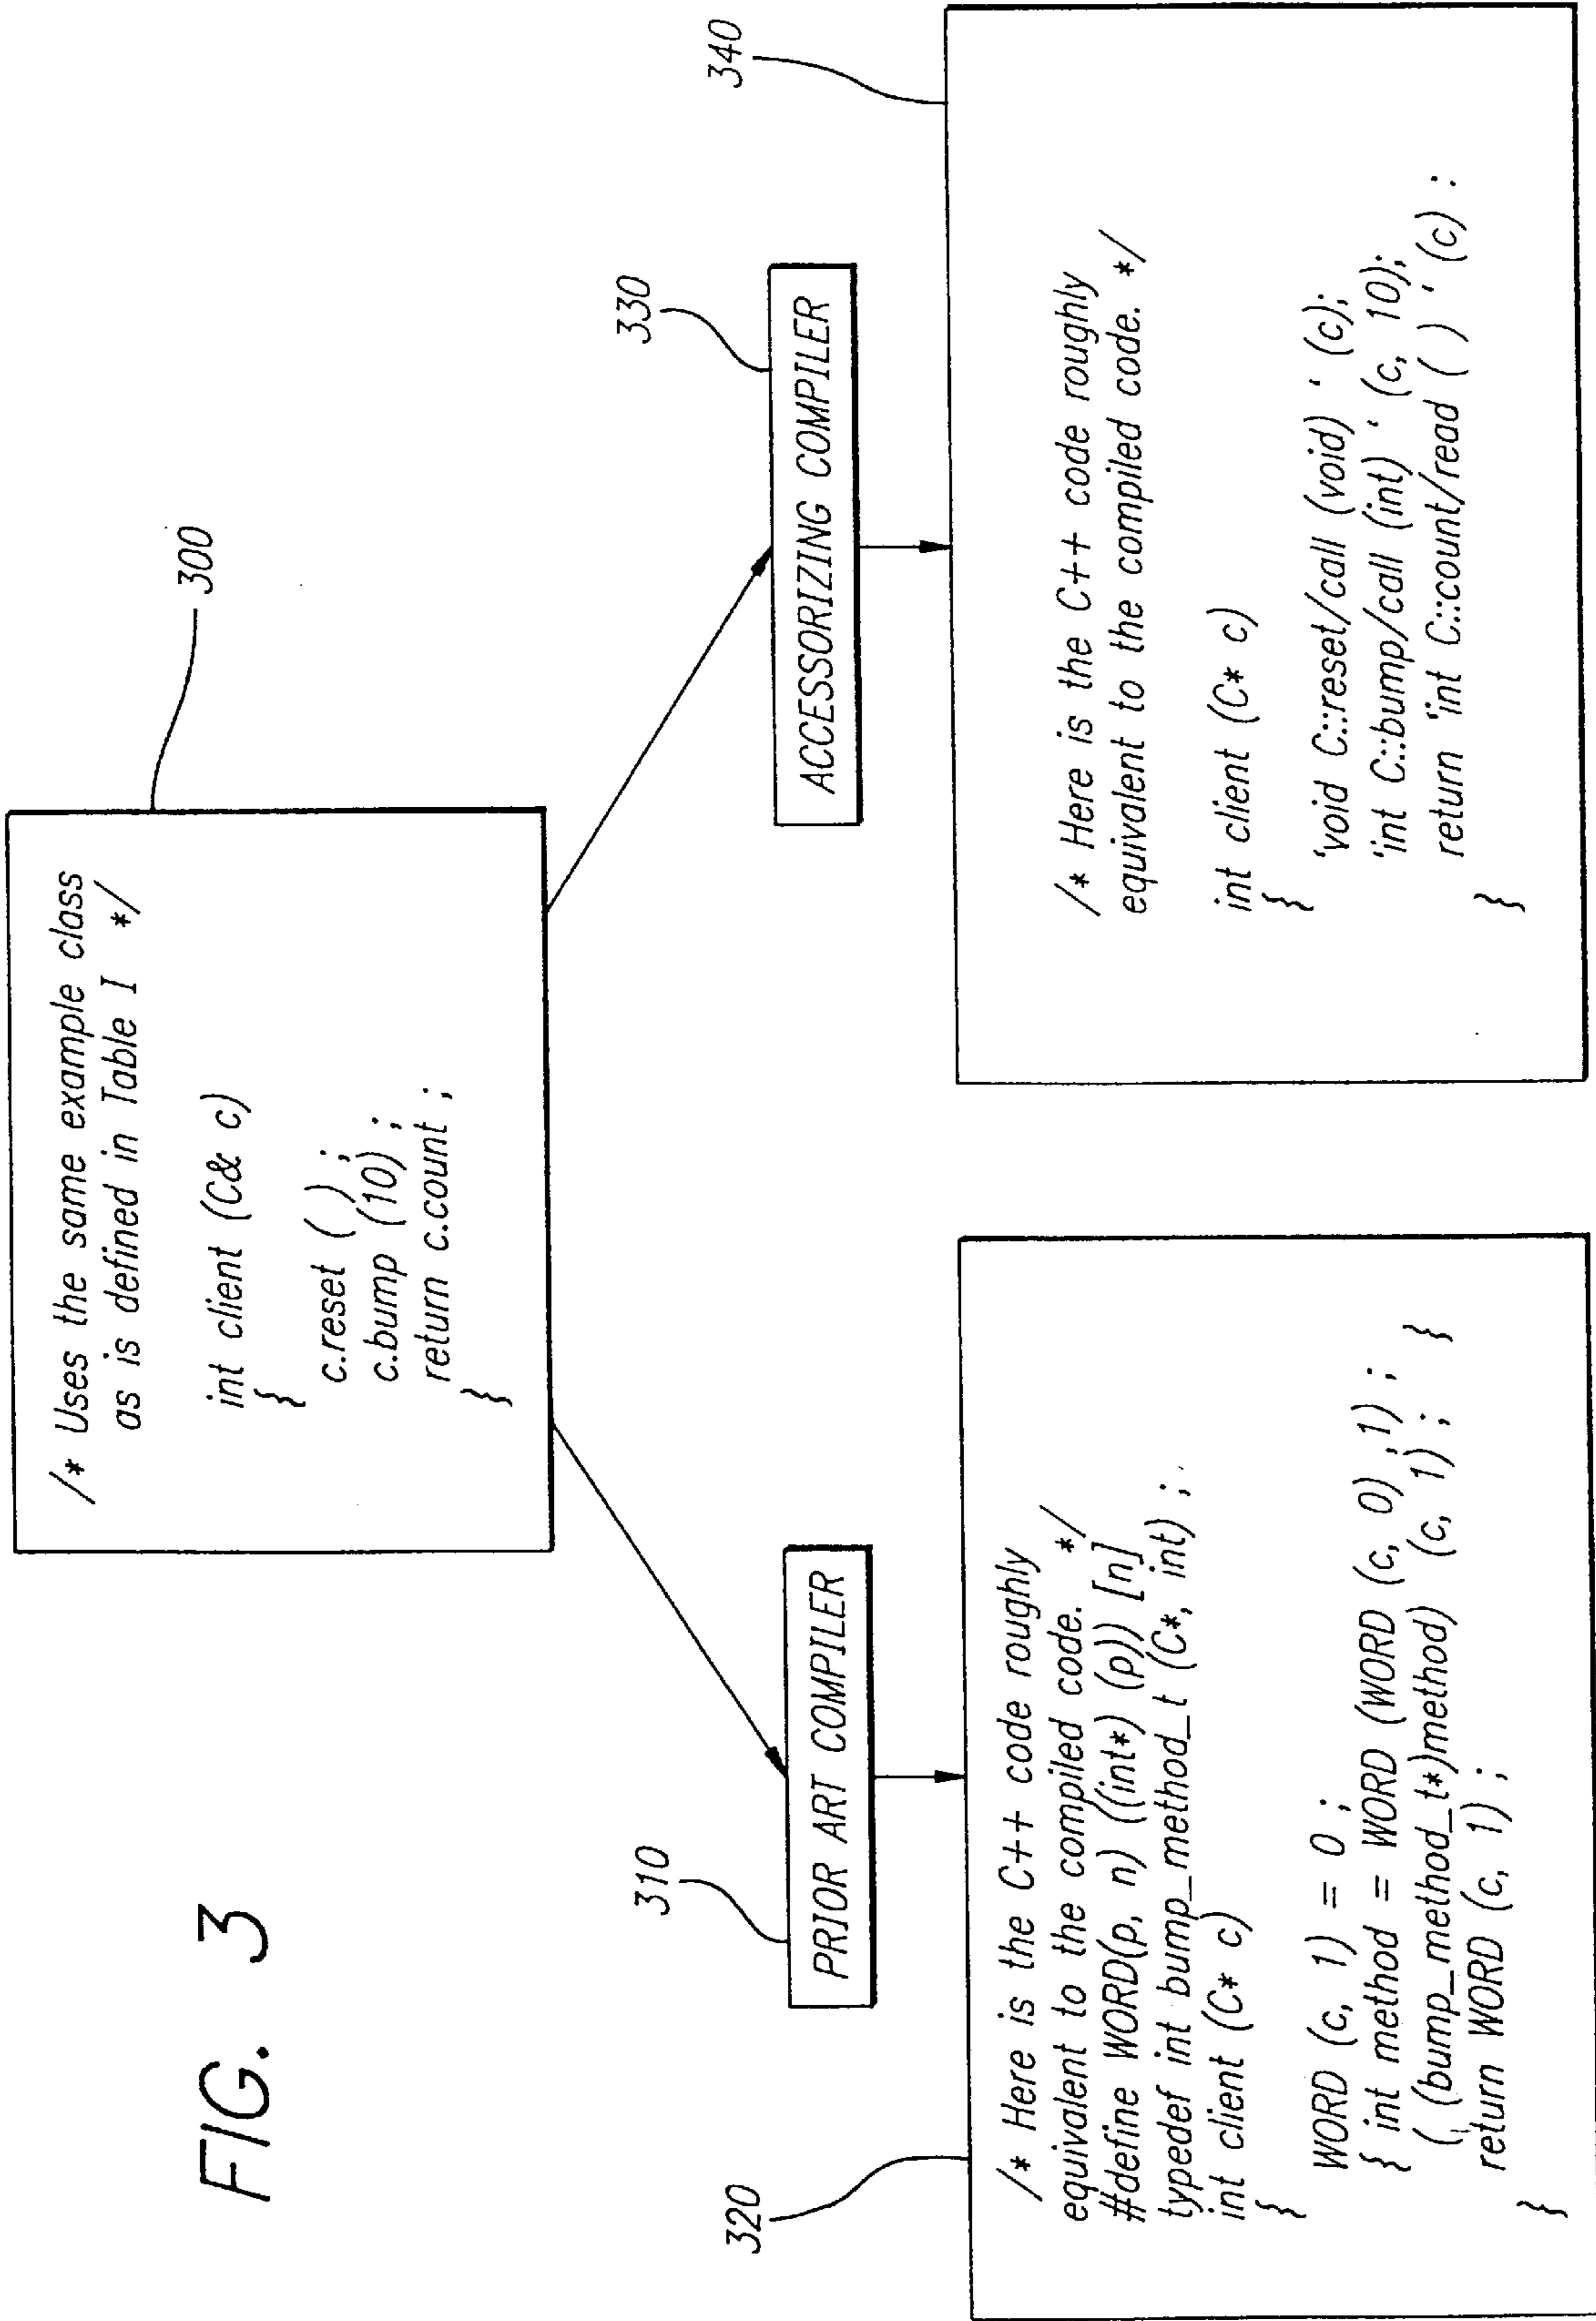 FIG. 3
300
/* Uses the same example class
as is defined in Table I */
int client (C& c)
{
c.reset ( ) ;
c.bump (10) ;
return c.count ;
}
310
PRIOR ART COMPILER
330
ACCESSORIZING COMPILER
320
/* Here is the C++ code roughly
equivalent to the compiled code. */
#define WORD(p, n) ((int*) (p)) [n]
typedef int bump_method_t (C*, int) ;
int client (C* c)
{
WORD (c, 1) = 0 ;
{ int method = WORD (WORD (c, 0) ,1) ;
( (bump_method_t*)method) (c, 1) ; }
return WORD (c, 1) ;
}
340
/* Here is the C++ code roughly
equivalent to the compiled code. */
int client (C* c)
{
‘void C::reset/call (void) ‘ (c);
‘int C::bump/call (int) ‘ (c, 10);
return ‘int C::count/read ( ) ‘ (c) :
}